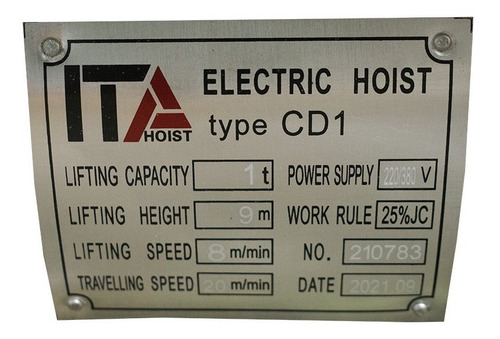 ITA HOIST
ELECTRIC HOIST
type CD1
LIFTING CAPACITY 1 t
POWER SUPPLY 220/380 V
LIFTING HEIGHT 9 m
WORK RULE 25%JC
LIFTING SPEED 8 m/min
NO. 210783
TRAVELLING SPEED 20 m/min
DATE 2021.09